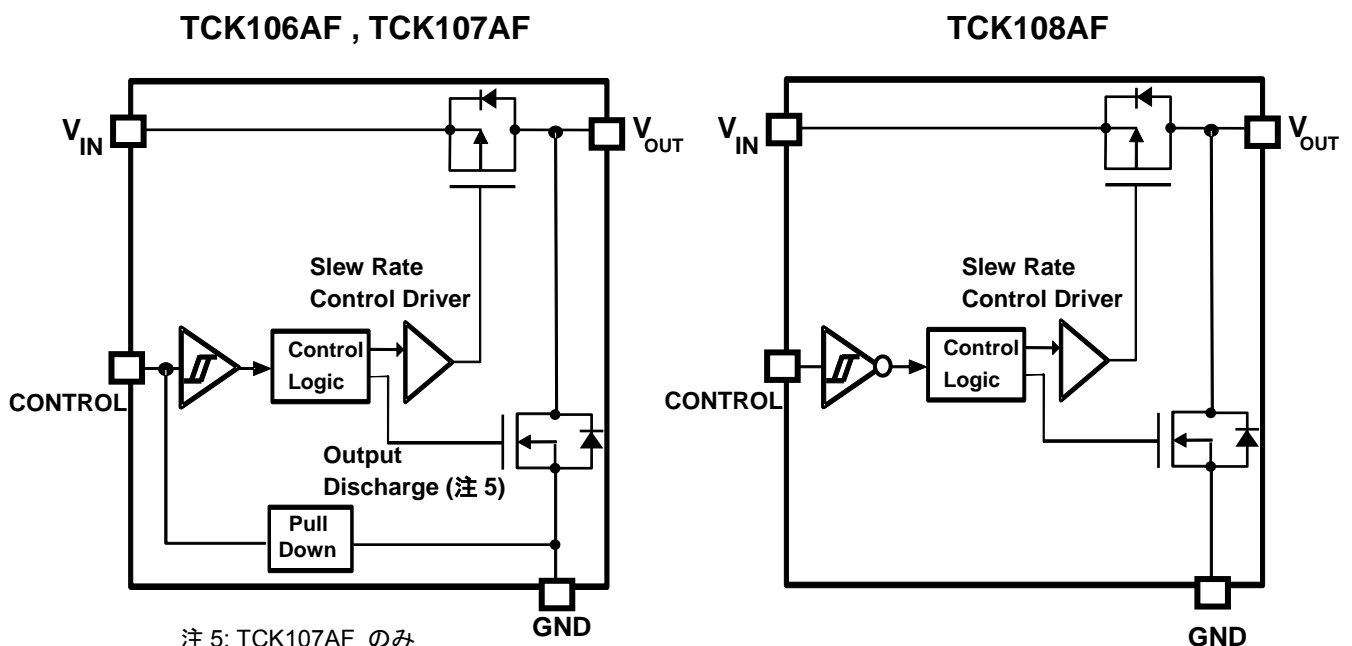 TCK106AF , TCK107AF
VIN
VOUT
Slew Rate
Control Driver
Control
Logic
CONTROL
Output
Discharge (注 5)
Pull
Down
GND
注 5: TCK107AF のみ
TCK108AF
VIN
VOUT
Slew Rate
Control Driver
Control
Logic
CONTROL
GND